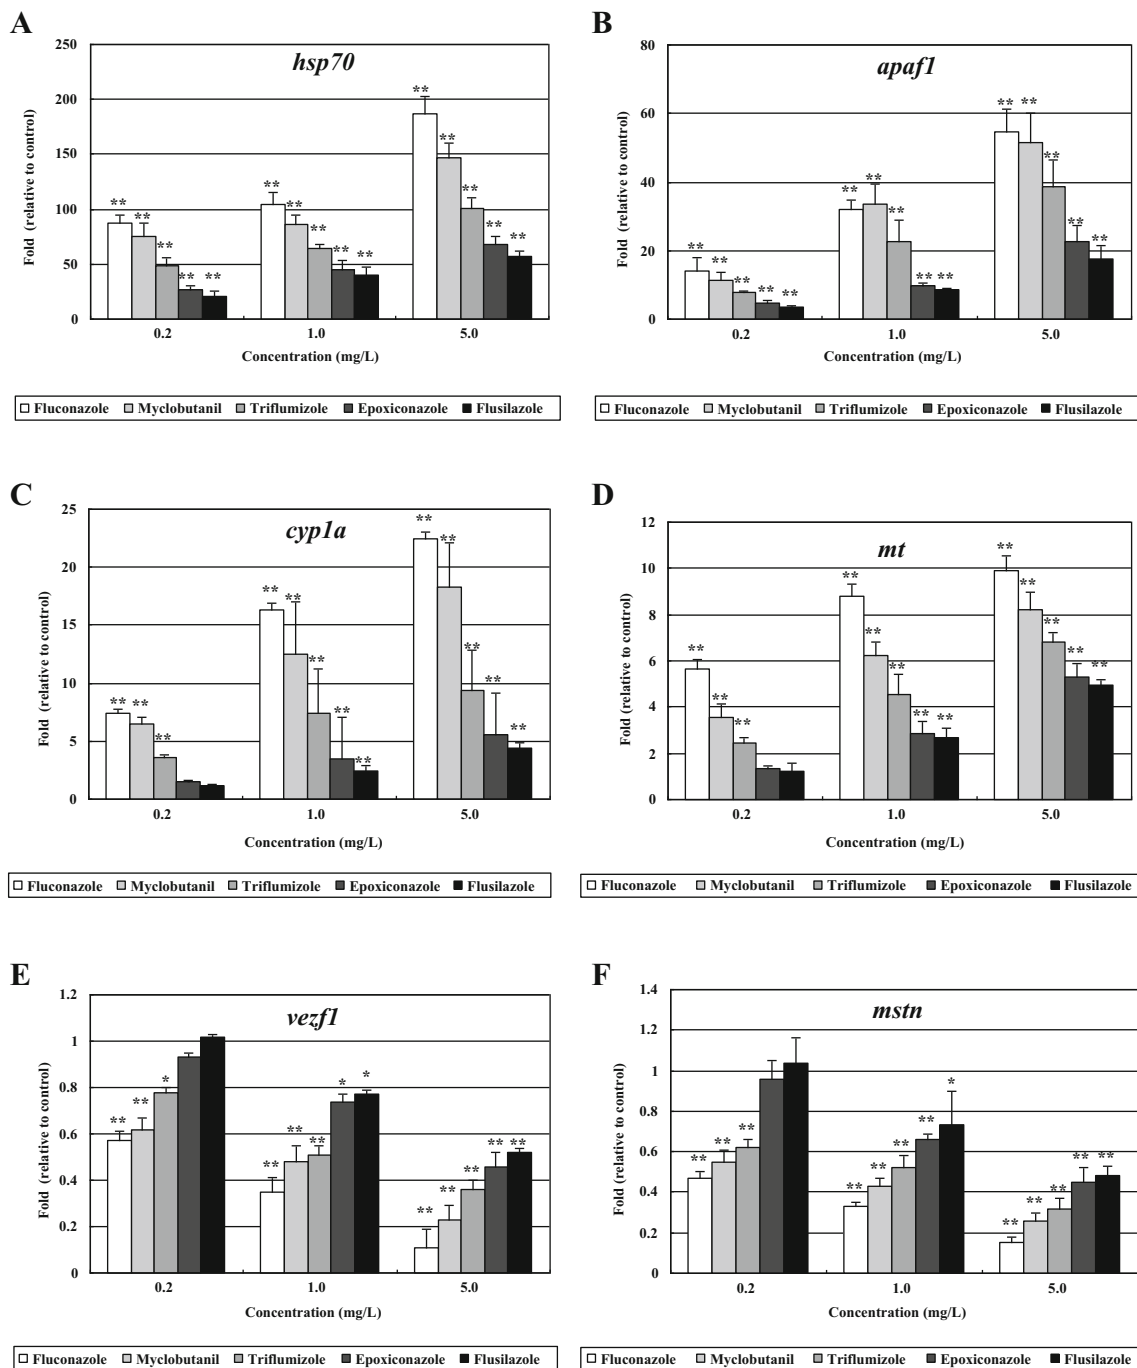 A
hsp70
Fold (relative to control)
250
200
150
100
50
0
** ** ** ** **
** ** ** ** **
** ** ** ** **
0.2 1.0 5.0
Concentration (mg/L)
Fluconazole Myclobutanil Triflumizole Epoxiconazole Flusilazole
B
apaf1
Fold (relative to control)
80
60
40
20
0
** ** ** ** **
** ** ** ** **
** ** ** ** **
0.2 1.0 5.0
Concentration (mg/L)
Fluconazole Myclobutanil Triflumizole Epoxiconazole Flusilazole
C
cyp1a
Fold (relative to control)
25
20
15
10
5
0
** ** **
** ** ** ** **
** ** ** ** **
0.2 1.0 5.0
Concentration (mg/L)
Fluconazole Myclobutanil Triflumizole Epoxiconazole Flusilazole
D
mt
Fold (relative to control)
12
10
8
6
4
2
0
** ** **
** ** ** ** **
** ** ** ** **
0.2 1.0 5.0
Concentration (mg/L)
Fluconazole Myclobutanil Triflumizole Epoxiconazole Flusilazole
E
vezf1
Fold (relative to control)
1.2
1
0.8
0.6
0.4
0.2
0
** ** *
** ** ** * *
** ** ** ** **
0.2 1.0 5.0
Concentration (mg/L)
Fluconazole Myclobutanil Triflumizole Epoxiconazole Flusilazole
F
mstn
Fold (relative to control)
1.4
1.2
1
0.8
0.6
0.4
0.2
0
** ** **
** ** ** ** *
** ** ** ** **
0.2 1.0 5.0
Concentration (mg/L)
Fluconazole Myclobutanil Triflumizole Epoxiconazole Flusilazole